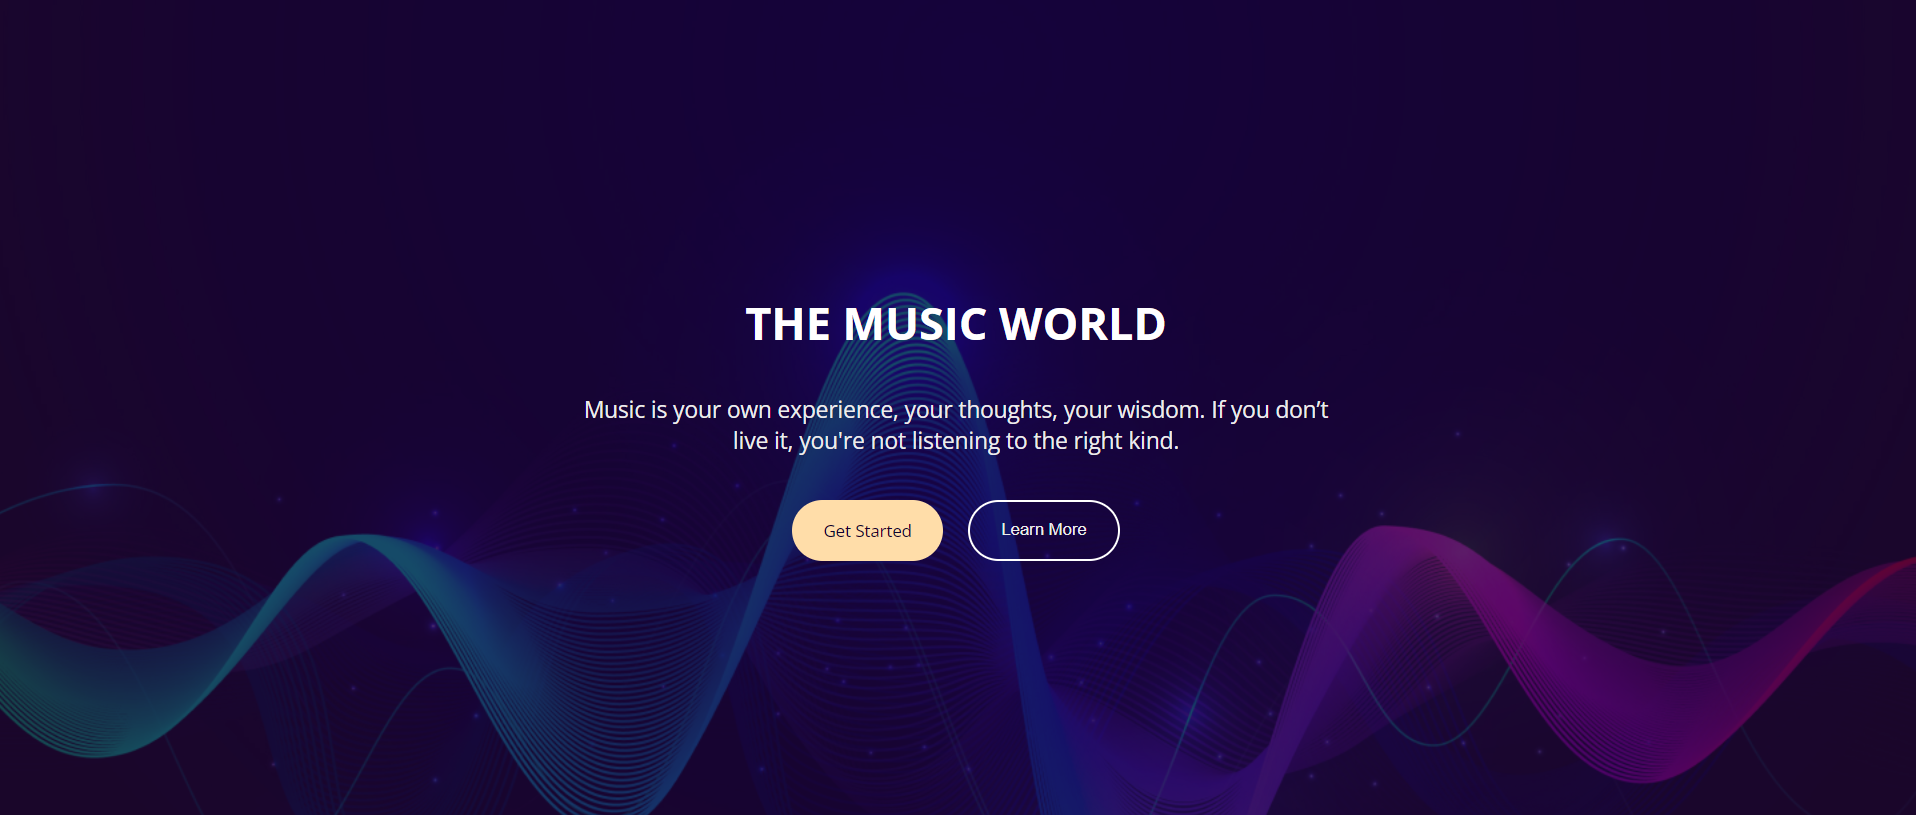 THE MUSIC WORLD
Music is your own experience, your thoughts, your wisdom. If you don’t
live it, you're not listening to the right kind.
Get Started
Learn More